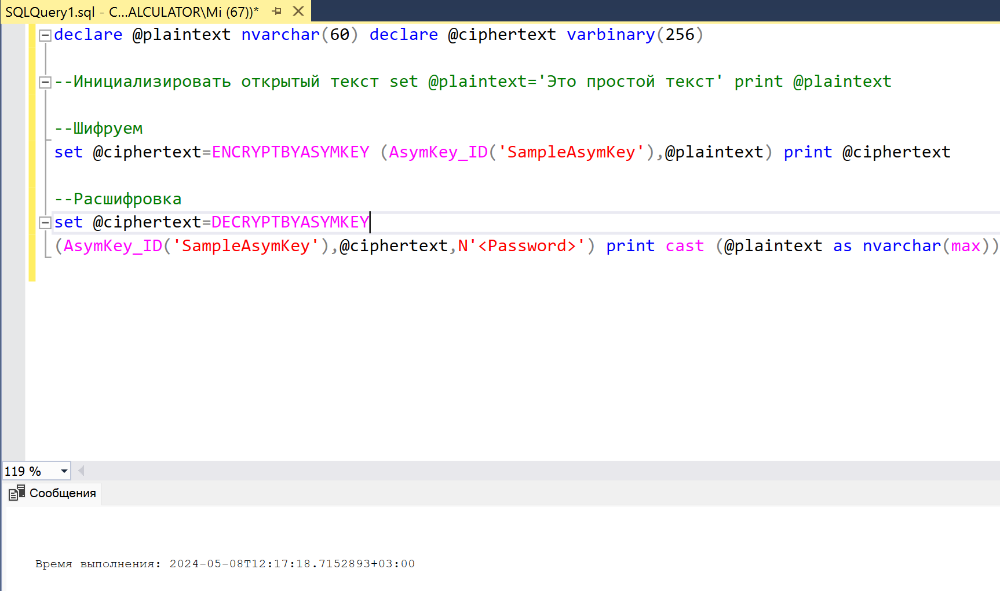 SQLQuery1.sql - C...ALCULATOR\Mi (67))*
declare @plaintext nvarchar(60) declare @ciphertext varbinary(256)
--Инициализировать открытый текст set @plaintext='Это простой текст' print @plaintext
--Шифруем
set @ciphertext=ENCRYPTBYASYMKEY (AsymKey_ID('SampleAsymKey'),@plaintext) print @ciphertext
--Расшифровка
set @ciphertext=DECRYPTBYASYMKEY
(AsymKey_ID('SampleAsymKey'),@ciphertext,N'<Password>') print cast (@plaintext as nvarchar(max))
119 %
Сообщения
Время выполнения: 2024-05-08T12:17:18.7152893+03:00